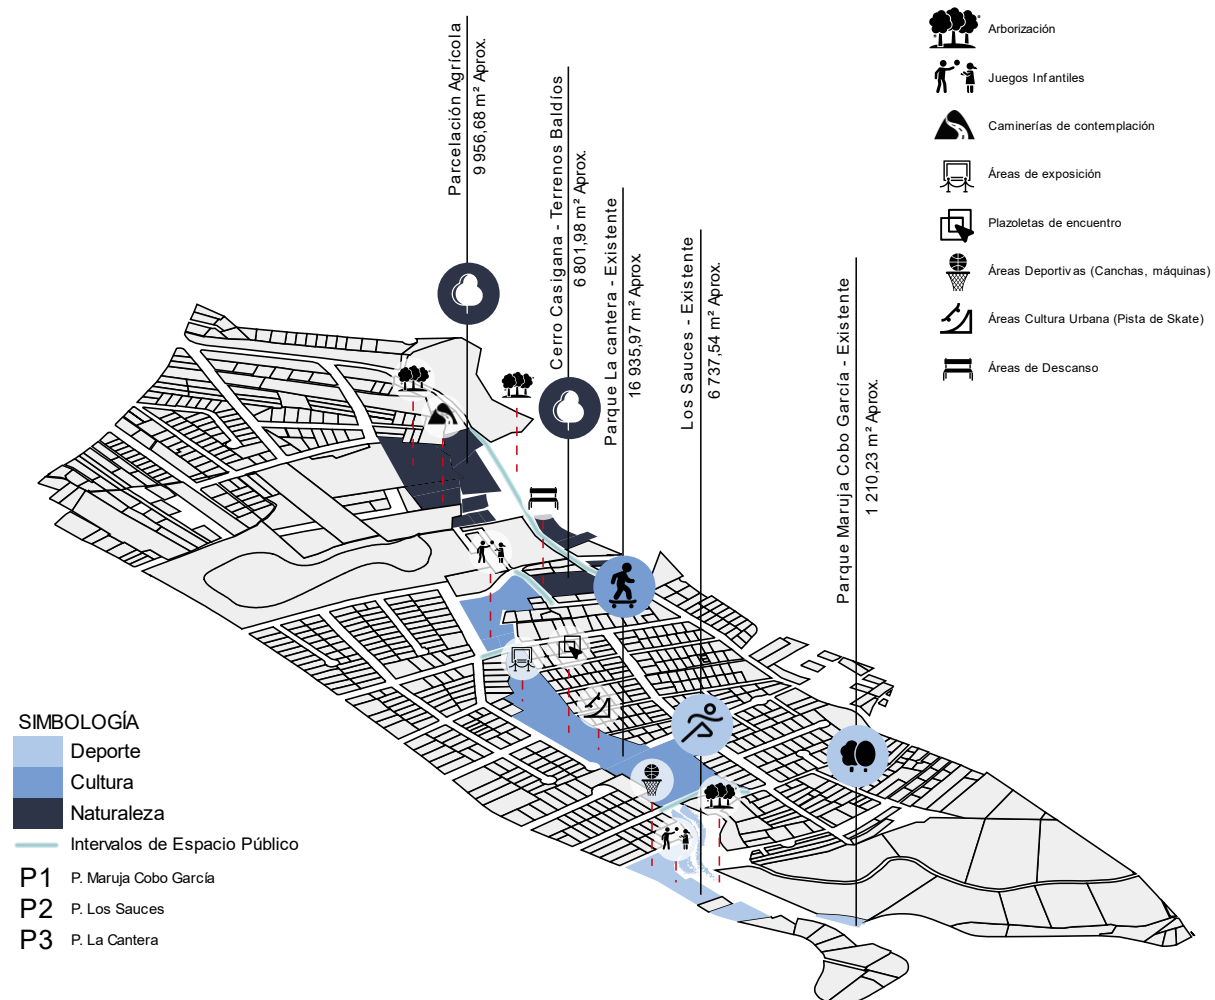 Parcelación Agrícola
9 956,68 m² Aprox.
Cerro Casigana - Terrenos Baldíos
6 801,98 m² Aprox.
Parque La cantera - Existente
16 935,97 m² Aprox.
Los Sauces - Existente
6 737,54 m² Aprox.
Parque Maruja Cobo García - Existente
1 210,23 m² Aprox.
Arborización
Juegos Infantiles
Caminerías de contemplación
Áreas de exposición
Plazoletas de encuentro
Áreas Deportivas (Canchas, máquinas)
Áreas Cultura Urbana (Pista de Skate)
Áreas de Descanso
SIMBOLOGÍA
Deporte
Cultura
Naturaleza
Intervalos de Espacio Público
P1 P. Maruja Cobo García
P2 P. Los Sauces
P3 P. La Cantera